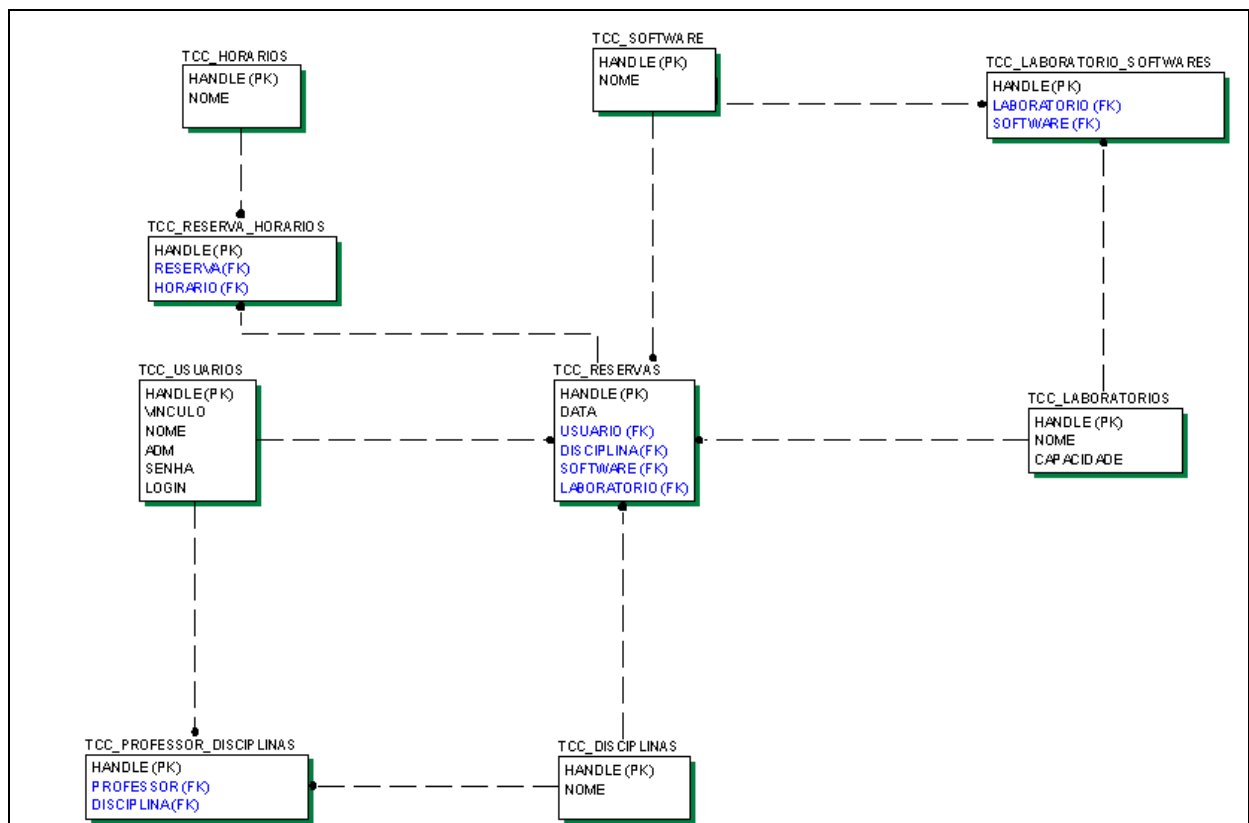 TCC_HORARIOS
HANDLE(PK)
NOME
TCC_SOFTWARE
HANDLE(PK)
NOME
TCC_LABORATORIO_SOFTWARES
HANDLE(PK)
LABORATORIO(FK)
SOFTWARE(FK)
TCC_RESERVA_HORARIOS
HANDLE(PK)
RESERVA(FK)
HORARIO(FK)
TCC_USUARIOS
HANDLE(PK)
VINCULO
NOME
ADM
SENHA
LOGIN
TCC_RESERVAS
HANDLE(PK)
DATA
USUARIO(FK)
DISCIPLINA(FK)
SOFTWARE(FK)
LABORATORIO(FK)
TCC_LABORATORIOS
HANDLE(PK)
NOME
CAPACIDADE
TCC_PROFESSOR_DISCIPLINAS
HANDLE(PK)
PROFESSOR(FK)
DISCIPLINA(FK)
TCC_DISCIPLINAS
HANDLE(PK)
NOME